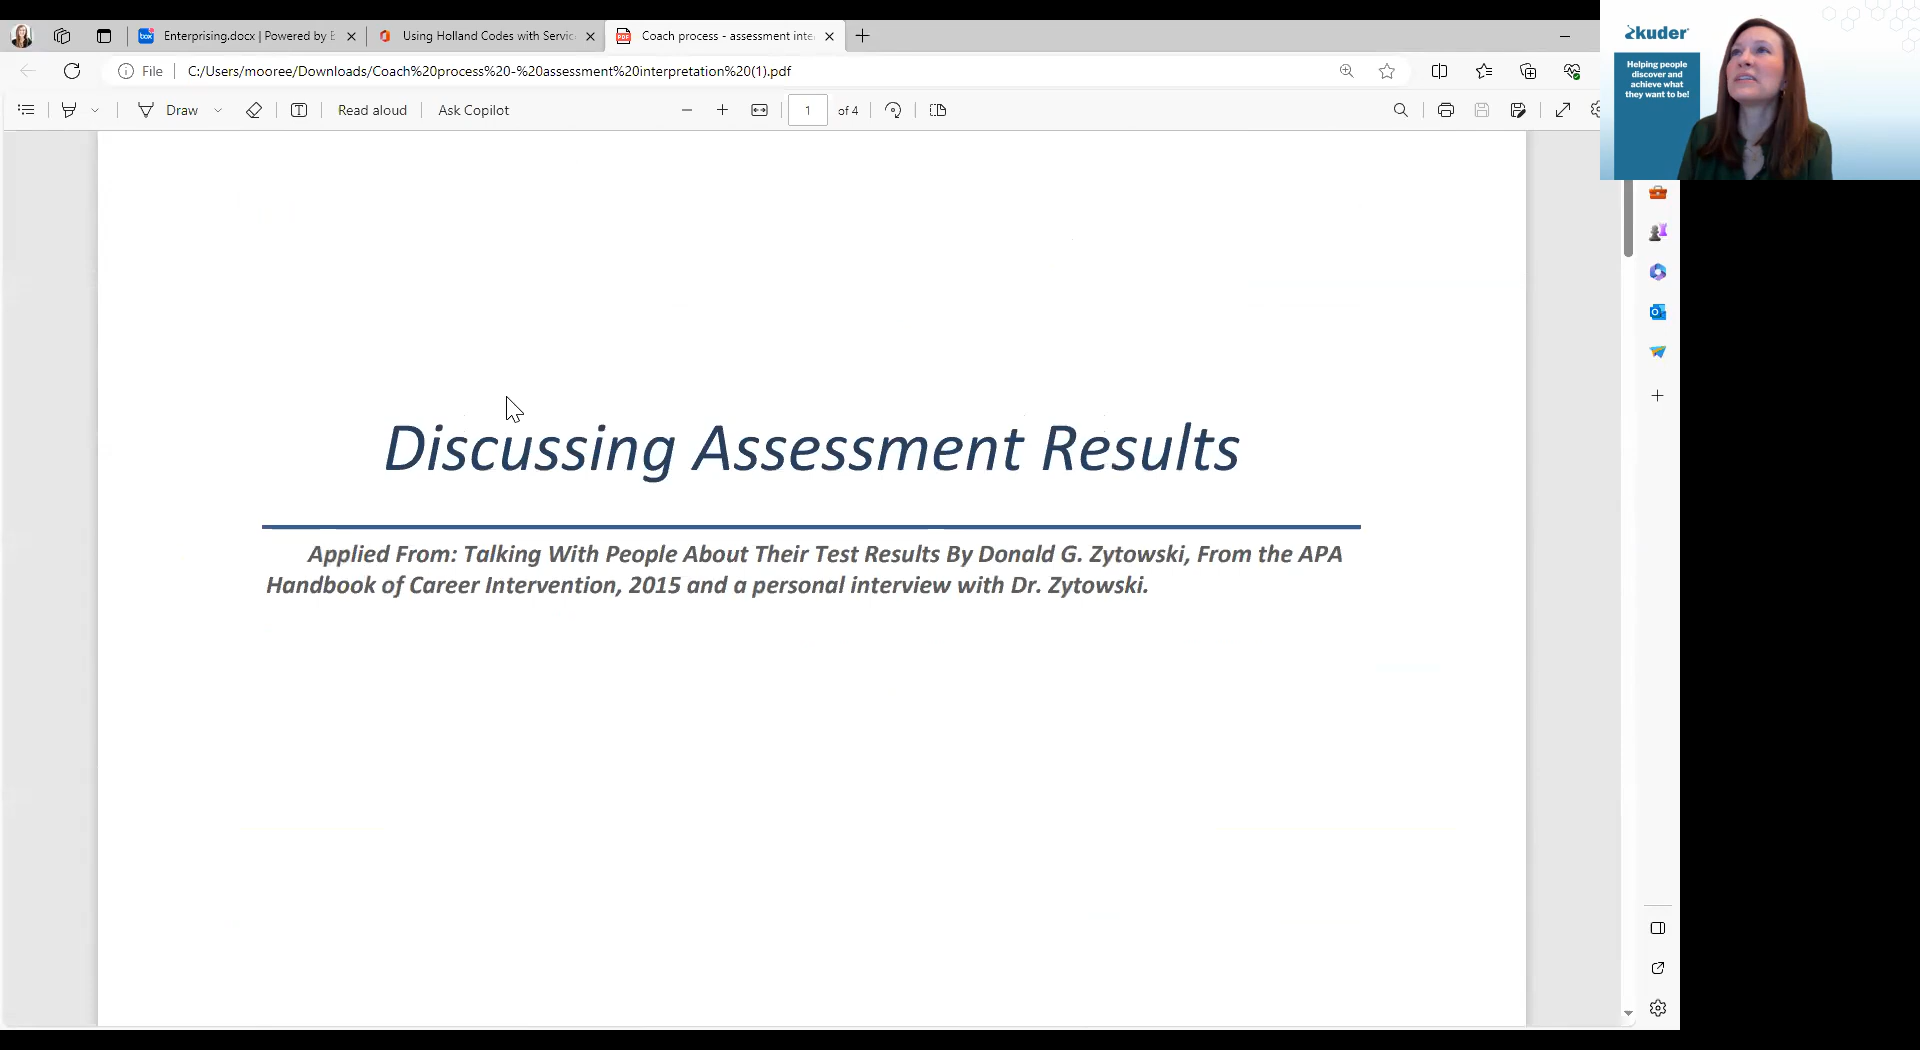 Enterprising.docx | Powered by
Using Holland Codes with Servic
Coach process - assessment inte
File
C:/Users/mooree/Downloads/Coach%20process%20-%20assessment%20interpretation%20(1).pdf
Draw
Read aloud
Ask Copilot
1
of 4
kuder
Helping people
discover and
achieve what
they want to be!
Discussing Assessment Results
Applied From: Talking With People About Their Test Results By Donald G. Zytowski, From the APA
Handbook of Career Intervention, 2015 and a personal interview with Dr. Zytowski.